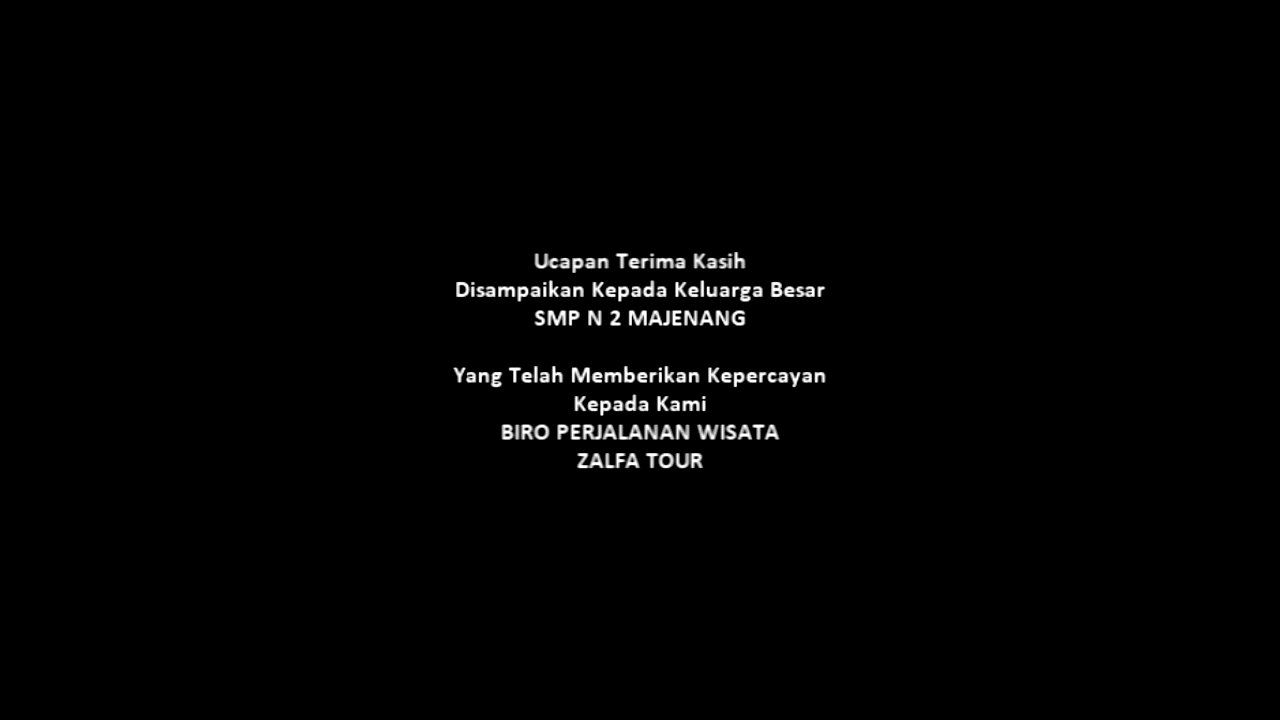 Ucapan Terima Kasih
Disampaikan Kepada Keluarga Besar
SMP N 2 MAJENANG
Yang Telah Memberikan Kepercayan
Kepada Kami
BIRO PERJALANAN WISATA
ZALFA TOUR